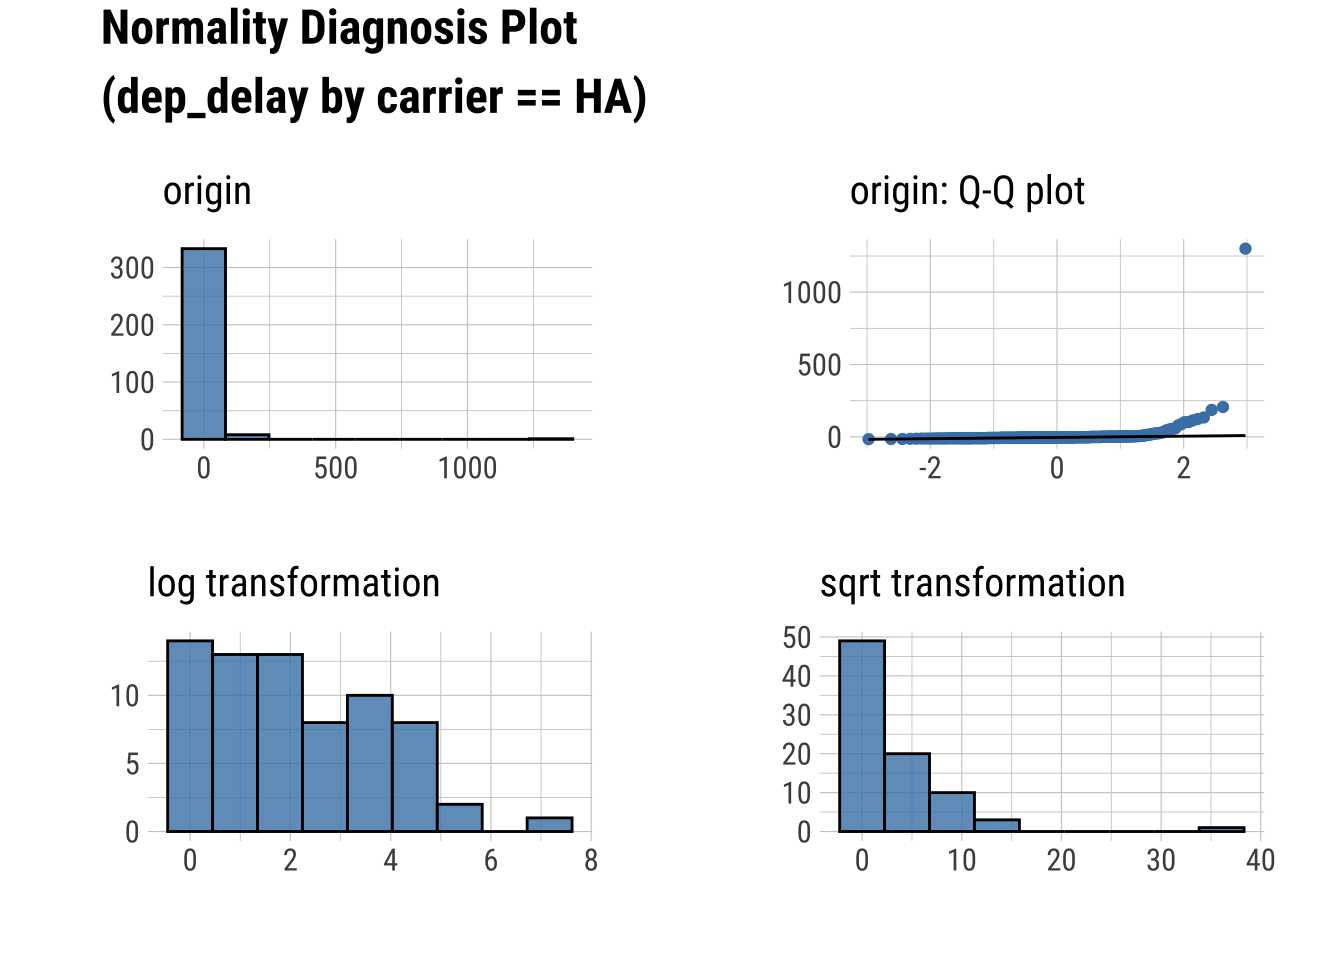 Normality Diagnosis Plot
(dep_delay by carrier == HA)
origin
300
200
100
0
0 500 1000
origin: Q-Q plot
1000
500
0
-2 0 2
log transformation
10
5
0
0 2 4 6 8
sqrt transformation
50
40
30
20
10
0
0 10 20 30 40